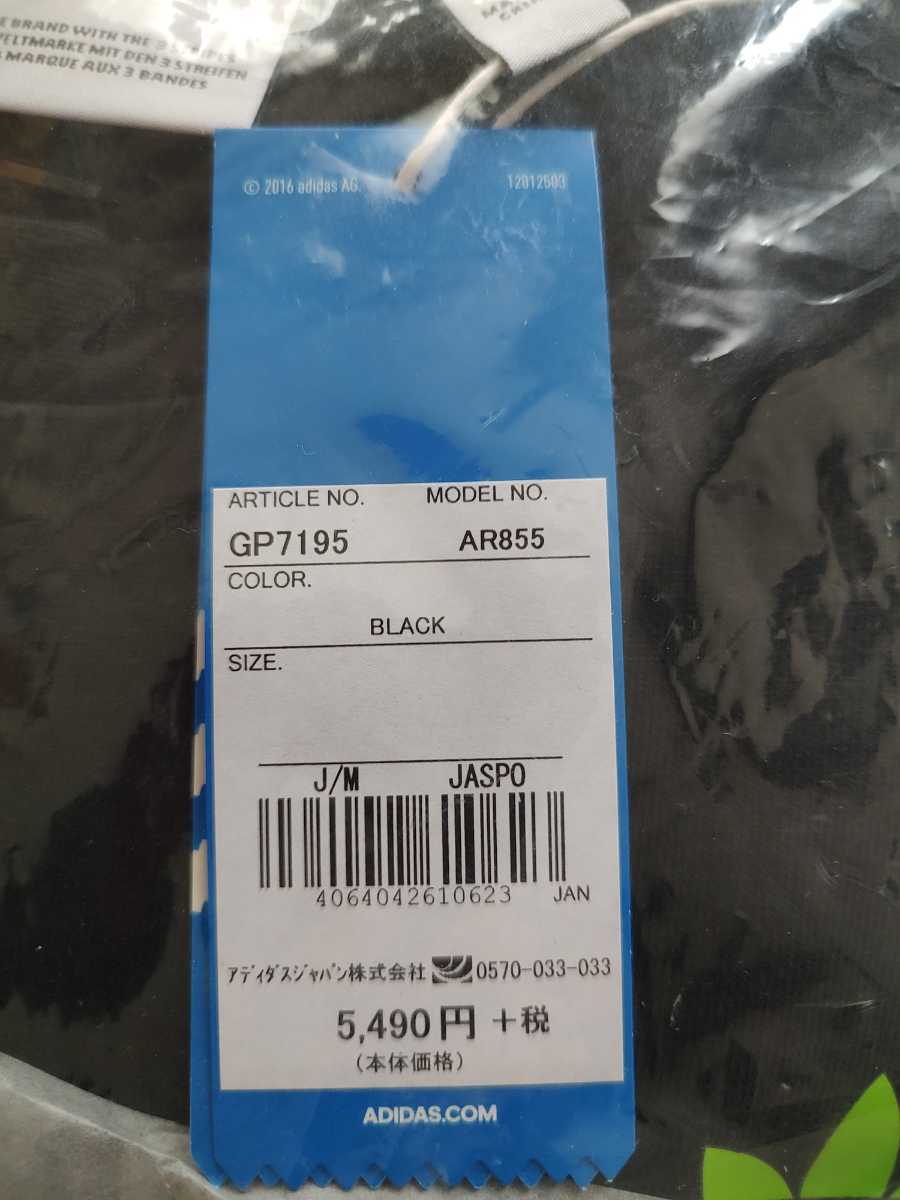 BRAND WITH THE 3 STRIPES
WELTMARKE MIT DEN 3 STREIFEN
MARQUE AUX 3 BANDES
© 2016 adidas AG.
12012503
ARTICLE NO. MODEL NO.
GP7195 AR855
COLOR.
BLACK
SIZE.
J/M JASPO
4064042610623 JAN
アディダスジャパン株式会社 0570-033-033
5,490円 +税
(本体価格)
ADIDAS.COM